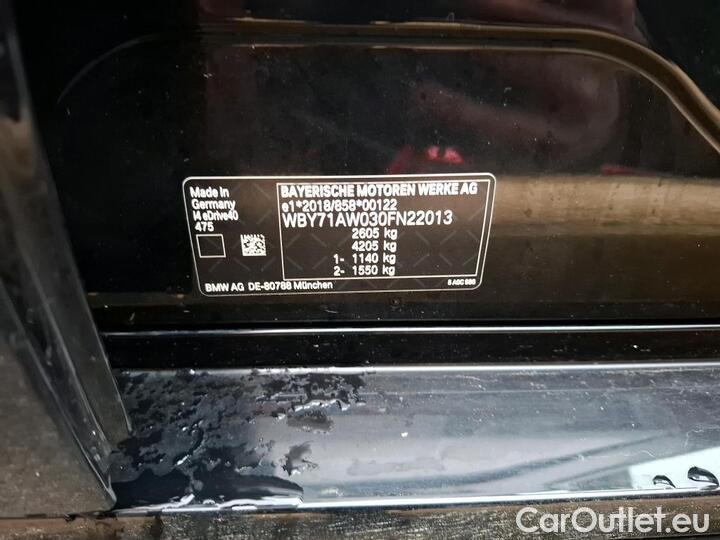 Made in
Germany
i4 eDrive40
475
BAYERISCHE MOTOREN WERKE AG
e1*2018/858*00122
WBY71AW030FN22013
2605 kg
4205 kg
1- 1140 kg
2- 1550 kg
BMW AG DE-80788 München
CarOutlet.eu